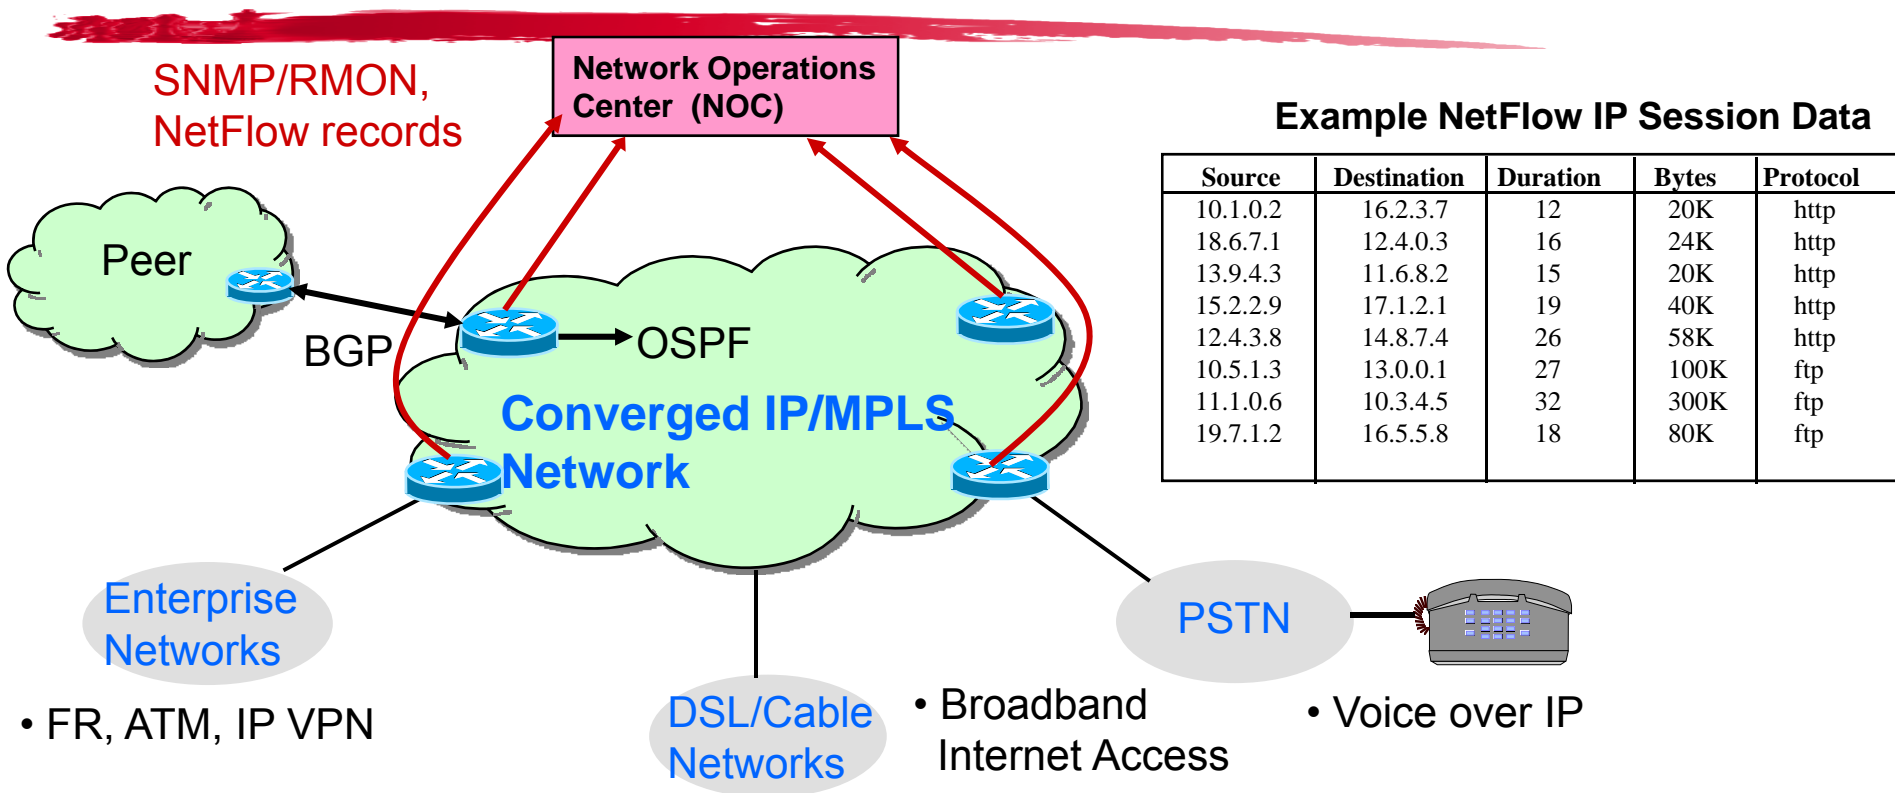 SNMP/RMON,
NetFlow records
Network Operations
Center (NOC)
Example NetFlow IP Session Data
Source Destination Duration Bytes Protocol
10.1.0.2 16.2.3.7 12 20K http
18.6.7.1 12.4.0.3 16 24K http
13.9.4.3 11.6.8.2 15 20K http
15.2.2.9 17.1.2.1 19 40K http
12.4.3.8 14.8.7.4 26 58K http
10.5.1.3 13.0.0.1 27 100K ftp
11.1.0.6 10.3.4.5 32 300K ftp
19.7.1.2 16.5.5.8 18 80K ftp
Peer
BGP
OSPF
Converged IP/MPLS
Network
Enterprise
Networks
• FR, ATM, IP VPN
DSL/Cable
Networks
• Broadband
Internet Access
PSTN
• Voice over IP